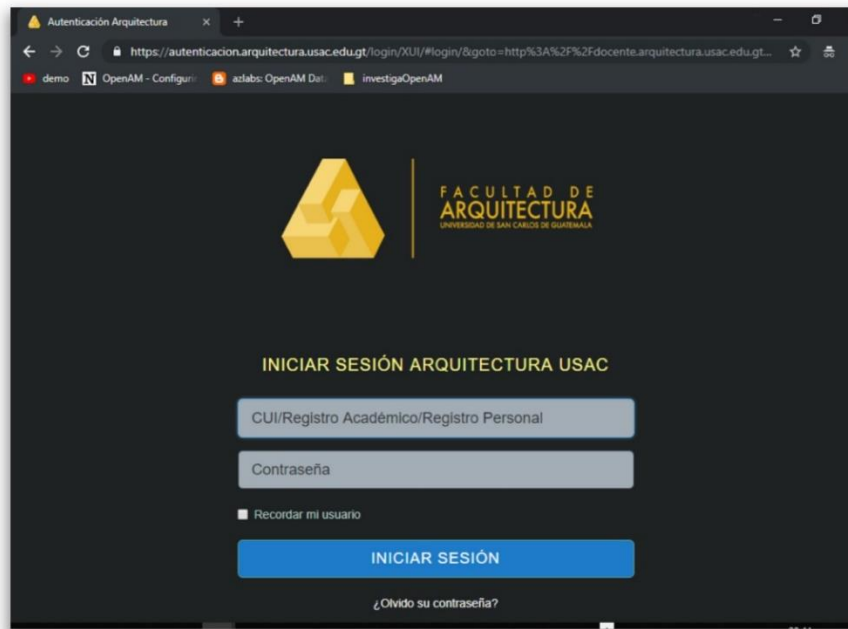 Autenticación Arquitectura
https://autenticacion.arquitectura.usac.edu.gt/login/XUI/#login/&goto=http%3A%2F%2Fdocente.arquitectura.usac.edu.gt...
demo
OpenAM - Configuri
azlabs: OpenAM Dat
investigaOpenAM
FACULTAD DE
ARQUITECTURA
UNIVERSIDAD DE SAN CARLOS DE GUATEMALA
INICIAR SESIÓN ARQUITECTURA USAC
CUI/Registro Académico/Registro Personal
Contraseña
Recordar mi usuario
INICIAR SESIÓN
¿Olvido su contraseña?